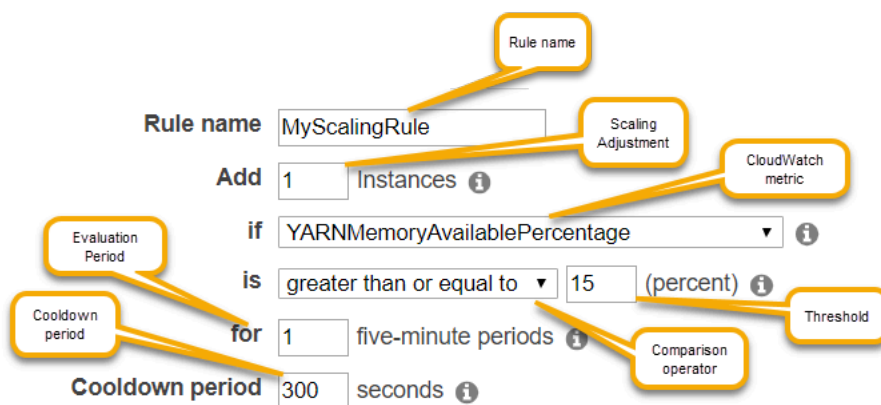 Rule name
Rule name MyScalingRule
Scaling
Adjustment
Add 1 Instances i
CloudWatch
metric
if YARNMemoryAvailablePercentage i
Evaluation
Period
is greater than or equal to 15 (percent) i
Threshold
Cooldown
period
for 1 five-minute periods i
Comparison
operator
Cooldown period 300 seconds i